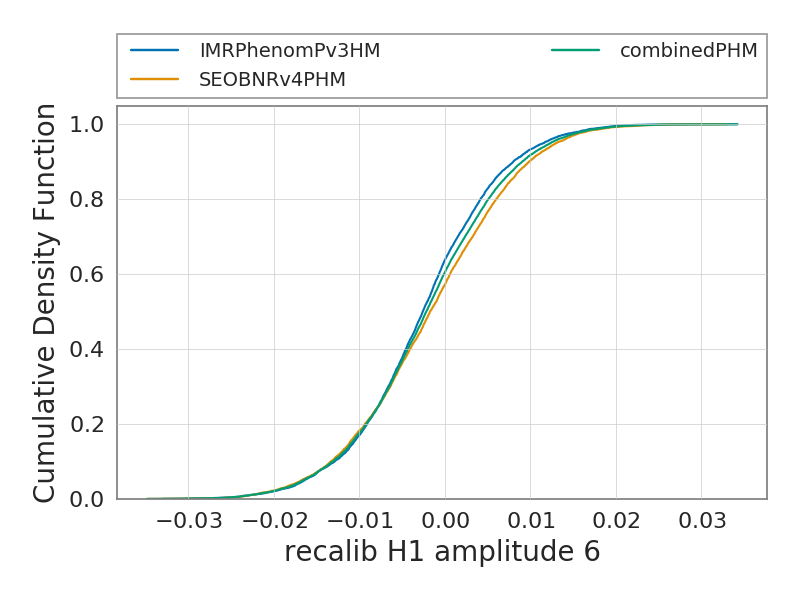 IMRPhenomPv3HM
SEOBNRv4PHM
combinedPHM
Cumulative Density Function
1.0
0.8
0.6
0.4
0.2
0.0
−0.03 −0.02 −0.01 0.00 0.01 0.02 0.03
recalib H1 amplitude 6